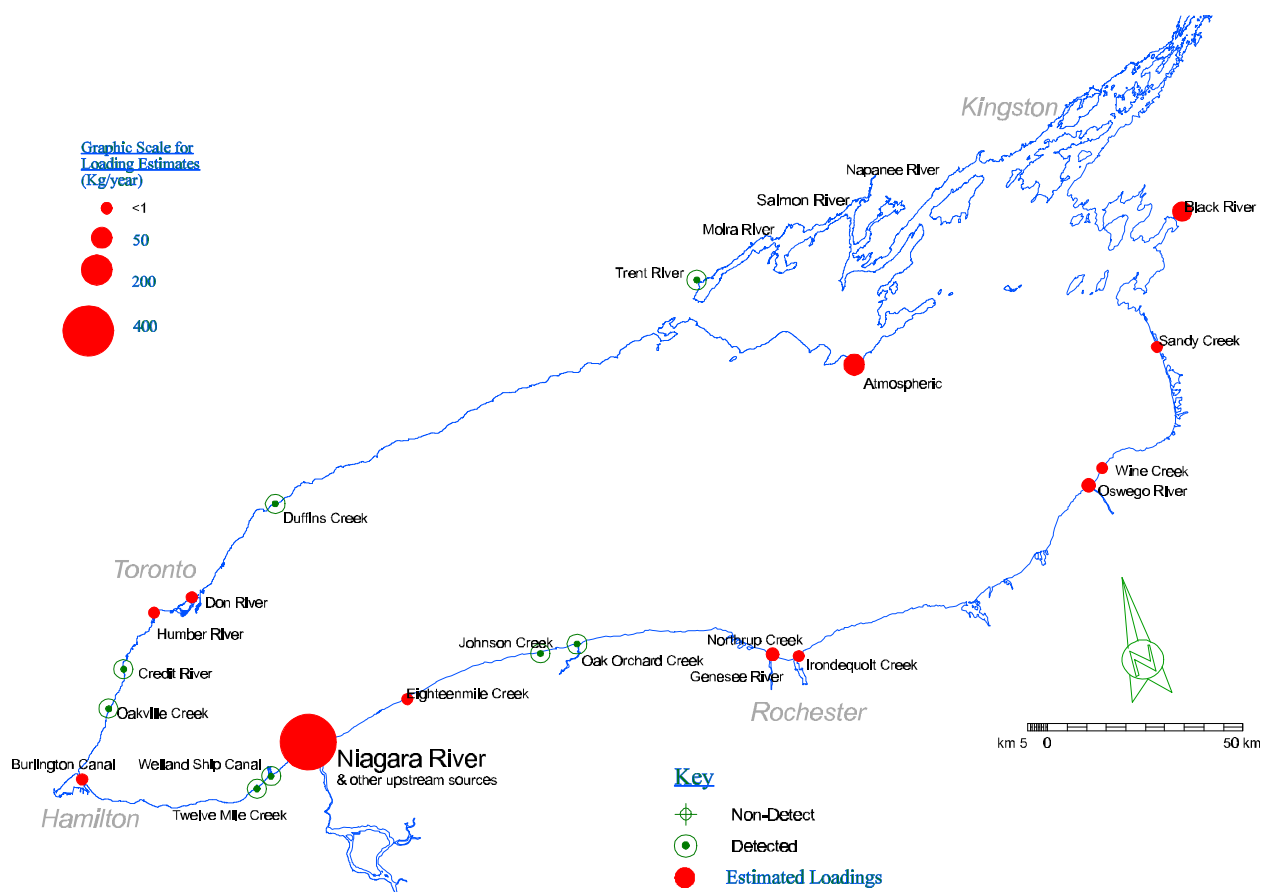 Kingston
Graphic Scale for
Loading Estimates
(Kg/year)
<1
50
200
400
Napanee River
Salmon River
Moira River
Trent River
Black River
Sandy Creek
Atmospheric
Wine Creek
Oswego River
Duffins Creek
Toronto
Don River
Humber River
Credit River
Oakville Creek
Burlington Canal
Hamilton
Welland Ship Canal
Twelve Mile Creek
Niagara River
& other upstream sources
Eighteenmile Creek
Johnson Creek
Oak Orchard Creek
Northrup Creek
Genesee River
Irondequoit Creek
Rochester
N
km 5 0 50 km
Key
Non-Detect
Detected
Estimated Loadings